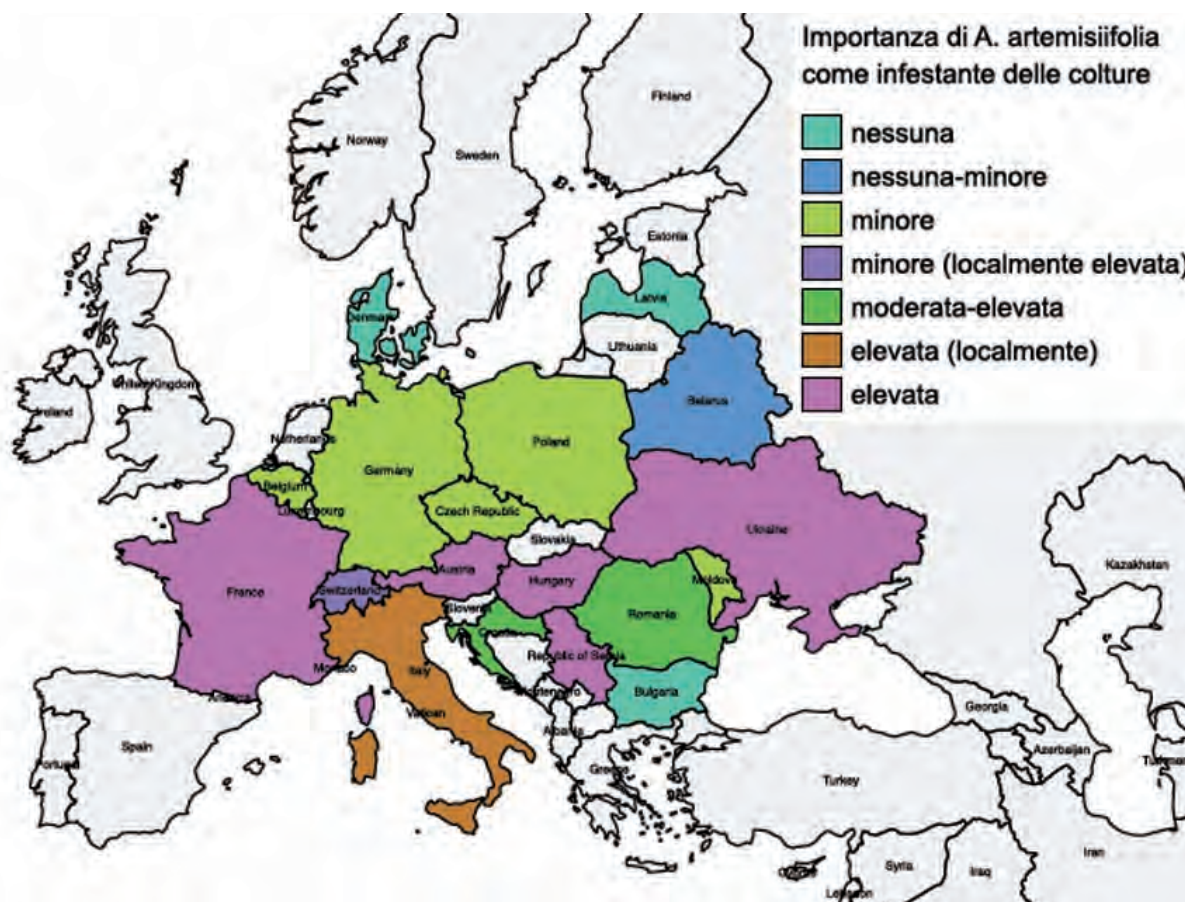 Importanza di A. artemisiifolia
come infestante delle colture
nessuna
nessuna-minore
minore
minore (localmente elevata)
moderata-elevata
elevata (localmente)
elevata
Finland
Norway
Sweden
Estonia
Latvia
Denmark
Lithuania
United Kingdom
Ireland
Belarus
Netherlands
Poland
Germany
Belgium
Luxembourg
Czech Republic
Ukraine
Slovakia
Kazakhstan
Austria
Hungary
Moldova
France
Switzerland
Slovenia
Romania
Croatia
Republic of Serbia
Monaco
Italy
Montenegro
Bulgaria
Andorra
Vatican
Georgia
Albania
Azerbaijan
Spain
Portugal
Greece
Turkey
Iran
Syria
Iraq
Lebanon